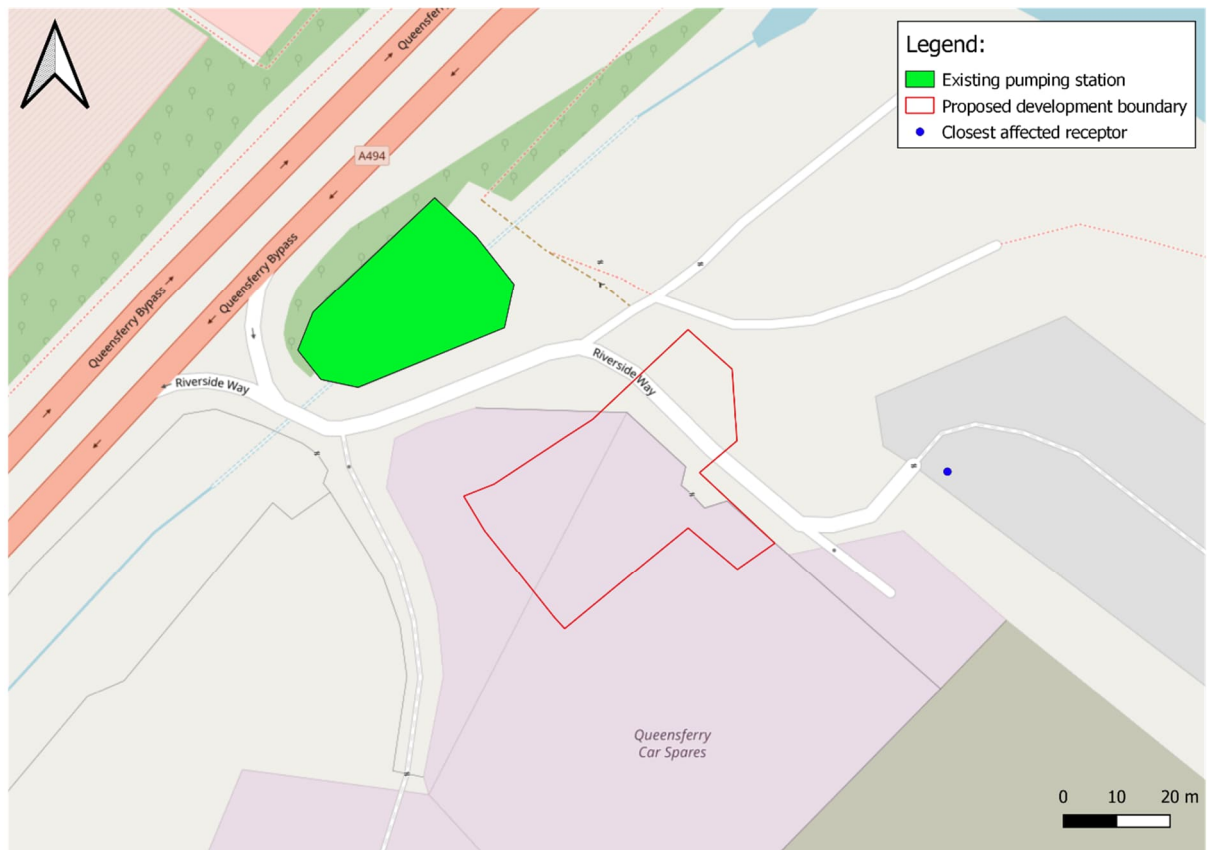 Queensferr
Legend:
Existing pumping station
Proposed development boundary
Closest affected receptor
A494
Queensferry Bypass
Queensferry Bypass
Riverside Way
Riverside Way
Queensferry
Car Spares
0 10 20 m